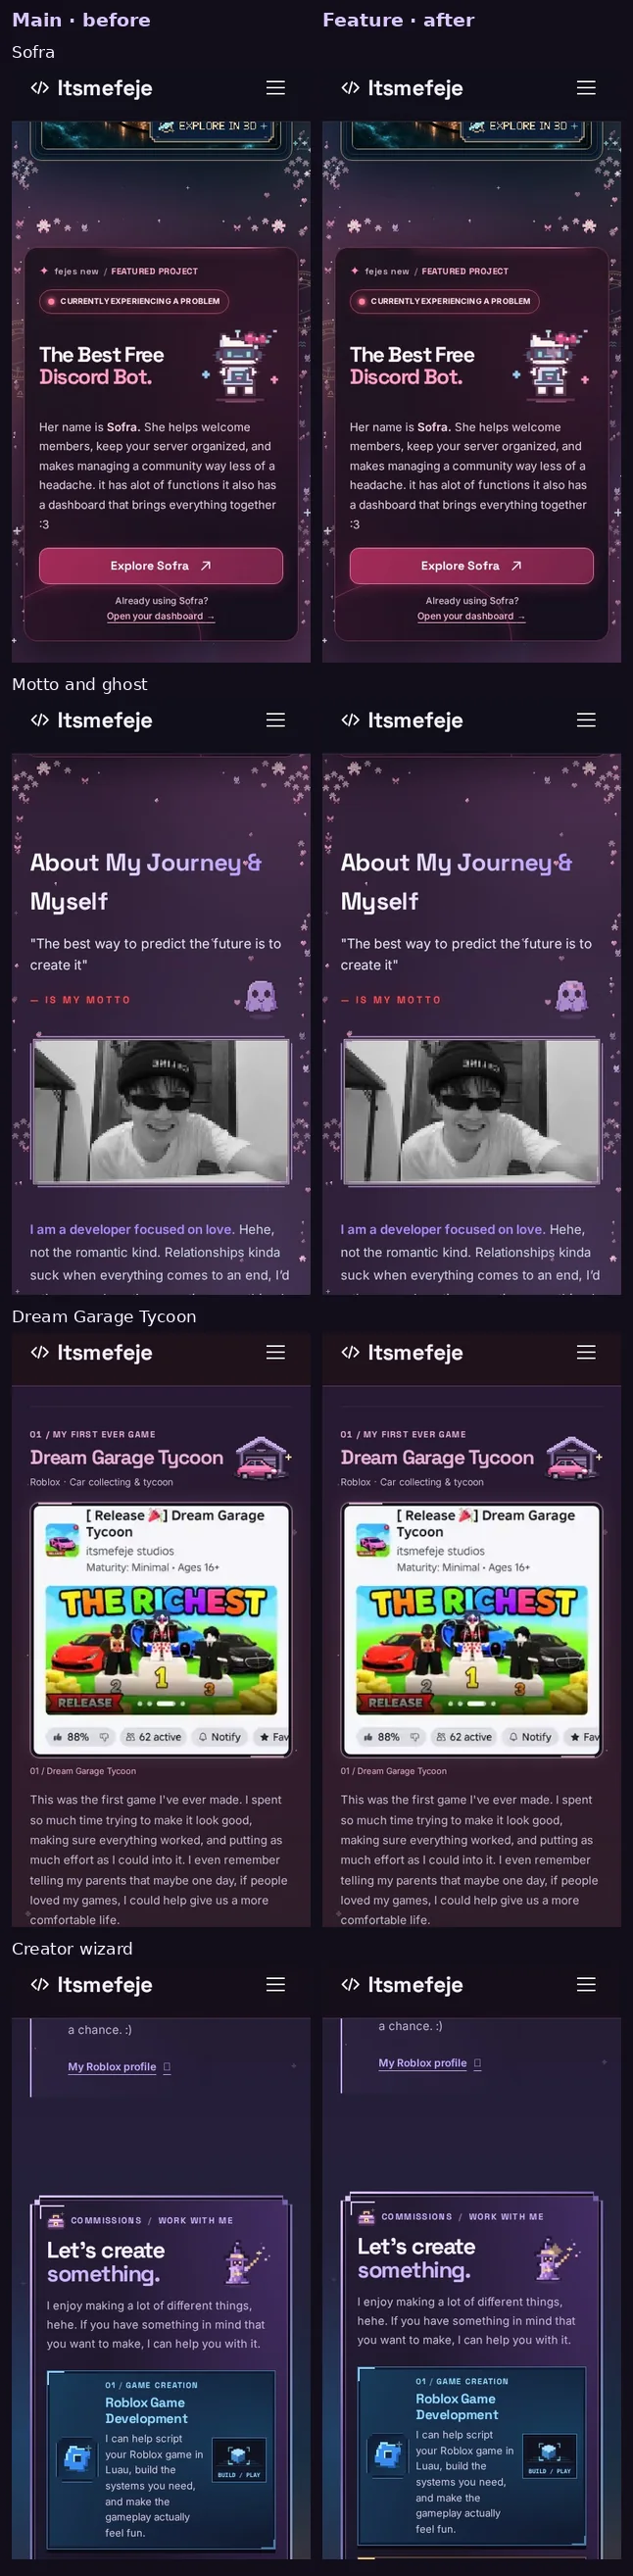 Main · before
Feature · after
Sofra
</> Itsmefeje
</> Itsmefeje
EXPLORE IN 3D +
EXPLORE IN 3D +
fejes new / FEATURED PROJECT
CURRENTLY EXPERIENCING A PROBLEM
The Best Free
Discord Bot.
Her name is Sofra. She helps welcome
members, keep your server organized, and
makes managing a community way less of a
headache. it has alot of functions it also has
a dashboard that brings everything together
:3
Explore Sofra
Already using Sofra?
Open your dashboard →
fejes new / FEATURED PROJECT
CURRENTLY EXPERIENCING A PROBLEM
The Best Free
Discord Bot.
Her name is Sofra. She helps welcome
members, keep your server organized, and
makes managing a community way less of a
headache. it has alot of functions it also has
a dashboard that brings everything together
:3
Explore Sofra
Already using Sofra?
Open your dashboard →
Motto and ghost
</> Itsmefeje
</> Itsmefeje
About My Journey &
Myself
"The best way to predict the future is to
create it"
— IS MY MOTTO
I am a developer focused on love. Hehe,
not the romantic kind. Relationships kinda
suck when everything comes to an end, I'd
About My Journey &
Myself
"The best way to predict the future is to
create it"
— IS MY MOTTO
I am a developer focused on love. Hehe,
not the romantic kind. Relationships kinda
suck when everything comes to an end, I'd
Dream Garage Tycoon
</> Itsmefeje
</> Itsmefeje
01 / MY FIRST EVER GAME
Dream Garage Tycoon
Roblox · Car collecting & tycoon
[ Release 🎉] Dream Garage
Tycoon
itsmefeje studios
Maturity: Minimal • Ages 16+
THE RICHEST
2 1 3
RELEASE
88% 62 active Notify Fav
01 / Dream Garage Tycoon
This was the first game I've ever made. I spent
so much time trying to make it look good,
making sure everything worked, and putting as
much effort as I could into it. I even remember
telling my parents that maybe one day, if people
loved my games, I could help give us a more
comfortable life.
01 / MY FIRST EVER GAME
Dream Garage Tycoon
Roblox · Car collecting & tycoon
[ Release 🎉] Dream Garage
Tycoon
itsmefeje studios
Maturity: Minimal • Ages 16+
THE RICHEST
2 1 3
RELEASE
88% 62 active Notify Fav
01 / Dream Garage Tycoon
This was the first game I've ever made. I spent
so much time trying to make it look good,
making sure everything worked, and putting as
much effort as I could into it. I even remember
telling my parents that maybe one day, if people
loved my games, I could help give us a more
comfortable life.
Creator wizard
</> Itsmefeje
</> Itsmefeje
a chance. :)
My Roblox profile
COMMISSIONS / WORK WITH ME
Let's create
something.
I enjoy making a lot of different things,
hehe. If you have something in mind that
you want to make, I can help you with it.
01 / GAME CREATION
Roblox Game
Development
I can help script
your Roblox game in
Luau, build the
systems you need,
and make the
gameplay actually
feel fun.
BUILD / PLAY
a chance. :)
My Roblox profile
COMMISSIONS / WORK WITH ME
Let's create
something.
I enjoy making a lot of different things,
hehe. If you have something in mind that
you want to make, I can help you with it.
01 / GAME CREATION
Roblox Game
Development
I can help script
your Roblox game in
Luau, build the
systems you need,
and make the
gameplay actually
feel fun.
BUILD / PLAY